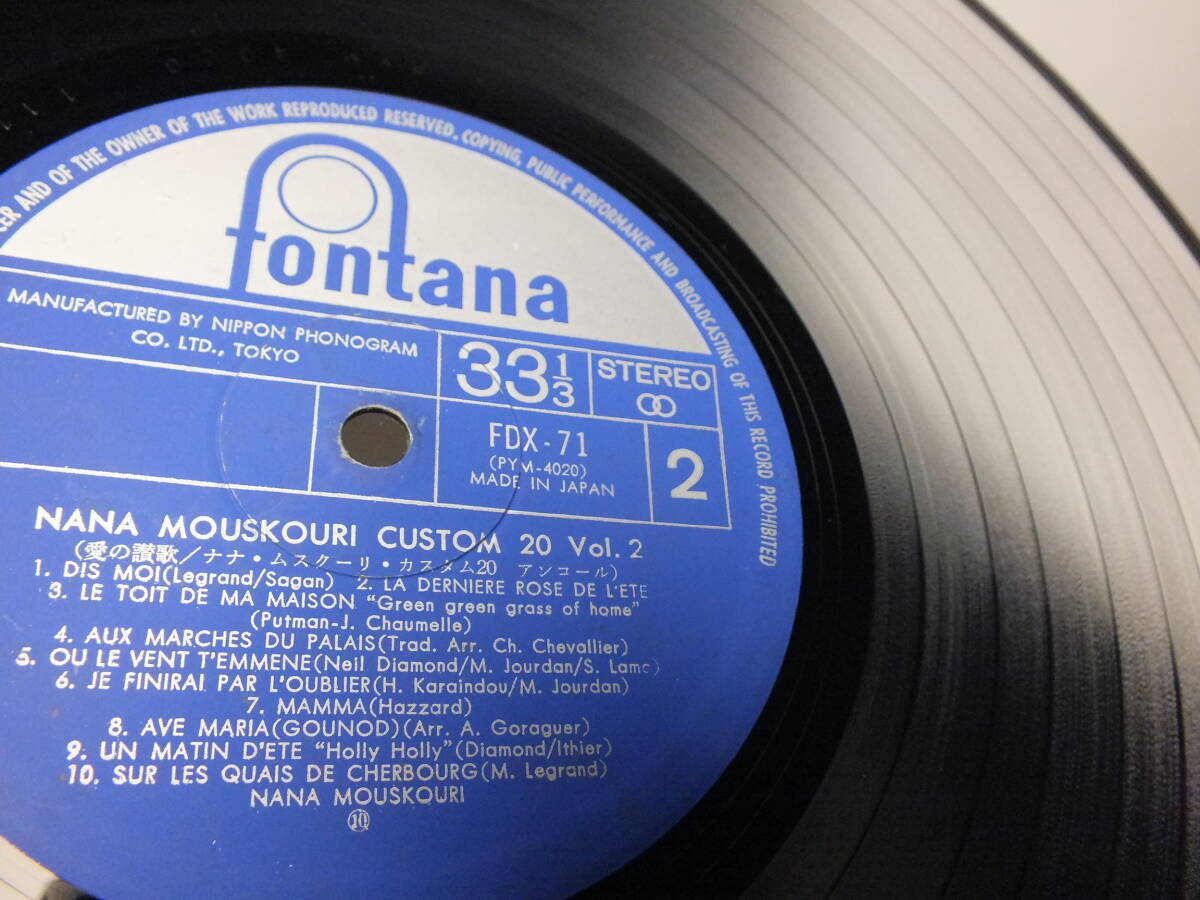 CER AND OF THE OWNER OF THE WORK REPRODUCED RESERVED. COPYING, PUBLIC PERFORMANCE AND BROADCASTING OF THIS RECORD PROHIBITED
fontana
MANUFACTURED BY NIPPON PHONOGRAM
CO. LTD., TOKYO
33 1/3
STEREO
FDX-71
(PYM-4020)
MADE IN JAPAN
2
NANA MOUSKOURI CUSTOM 20 Vol. 2
(愛の讃歌/ナナ・ムスクーリ・カスタム20 アンコール)
1. DIS MOI(Legrand/Sagan) 2. LA DERNIERE ROSE DE L'ETE
3. LE TOIT DE MA MAISON "Green green grass of home"
(Putman-J. Chaumelle)
4. AUX MARCHES DU PALAIS(Trad. Arr. Ch. Chevallier)
5. OU LE VENT T'EMMENE(Neil Diamond/M. Jourdan/S. Lama)
6. JE FINIRAI PAR L'OUBLIER(H. Karaindou/M. Jourdan)
7. MAMMA(Hazzard)
8. AVE MARIA(GOUNOD)(Arr. A. Goraguer)
9. UN MATIN D'ETE "Holly Holly"(Diamond/Ithier)
10. SUR LES QUAIS DE CHERBOURG(M. Legrand)
NANA MOUSKOURI
⑩